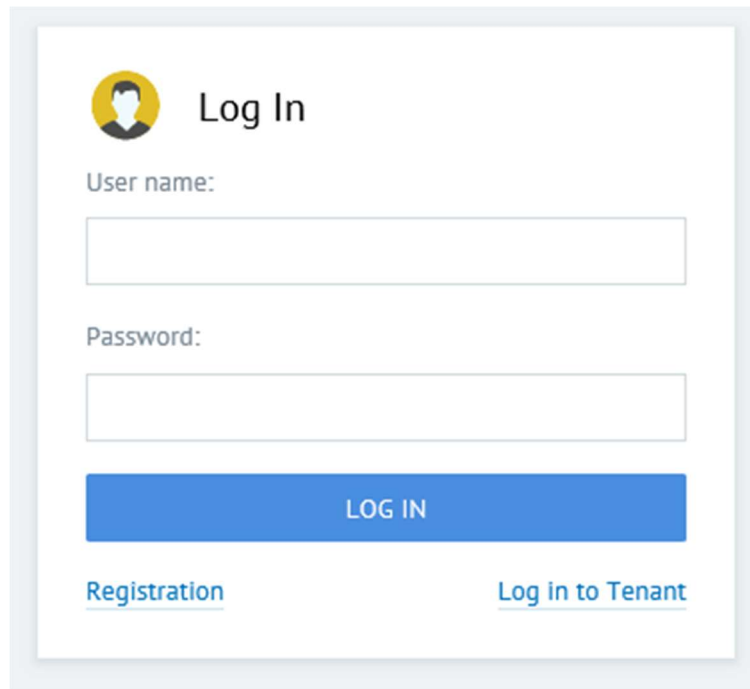 Log In
User name:
Password:
LOG IN
Registration
Log in to Tenant